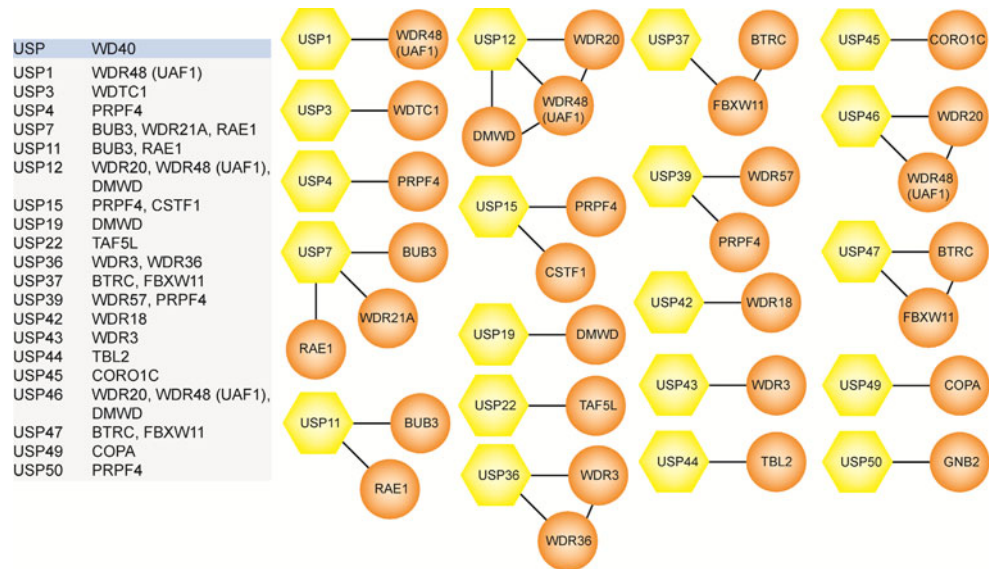 USP WD40
USP1 WDR48 (UAF1)
USP3 WDTC1
USP4 PRPF4
USP7 BUB3, WDR21A, RAE1
USP11 BUB3, RAE1
USP12 WDR20, WDR48 (UAF1),
DMWD
USP15 PRPF4, CSTF1
USP19 DMWD
USP22 TAF5L
USP36 WDR3, WDR36
USP37 BTRC, FBXW11
USP39 WDR57, PRPF4
USP42 WDR18
USP43 WDR3
USP44 TBL2
USP45 CORO1C
USP46 WDR20, WDR48 (UAF1),
DMWD
USP47 BTRC, FBXW11
USP49 COPA
USP50 PRPF4
USP1
WDR48
(UAF1)
USP3
WDTC1
USP4
PRPF4
USP7
BUB3
WDR21A
RAE1
USP11
BUB3
RAE1
USP12
WDR20
WDR48
(UAF1)
DMWD
USP15
PRPF4
CSTF1
USP19
DMWD
USP22
TAF5L
USP36
WDR3
WDR36
USP37
BTRC
FBXW11
USP39
WDR57
PRPF4
USP42
WDR18
USP43
WDR3
USP44
TBL2
USP45
CORO1C
USP46
WDR20
WDR48
(UAF1)
USP47
BTRC
FBXW11
USP49
COPA
USP50
GNB2